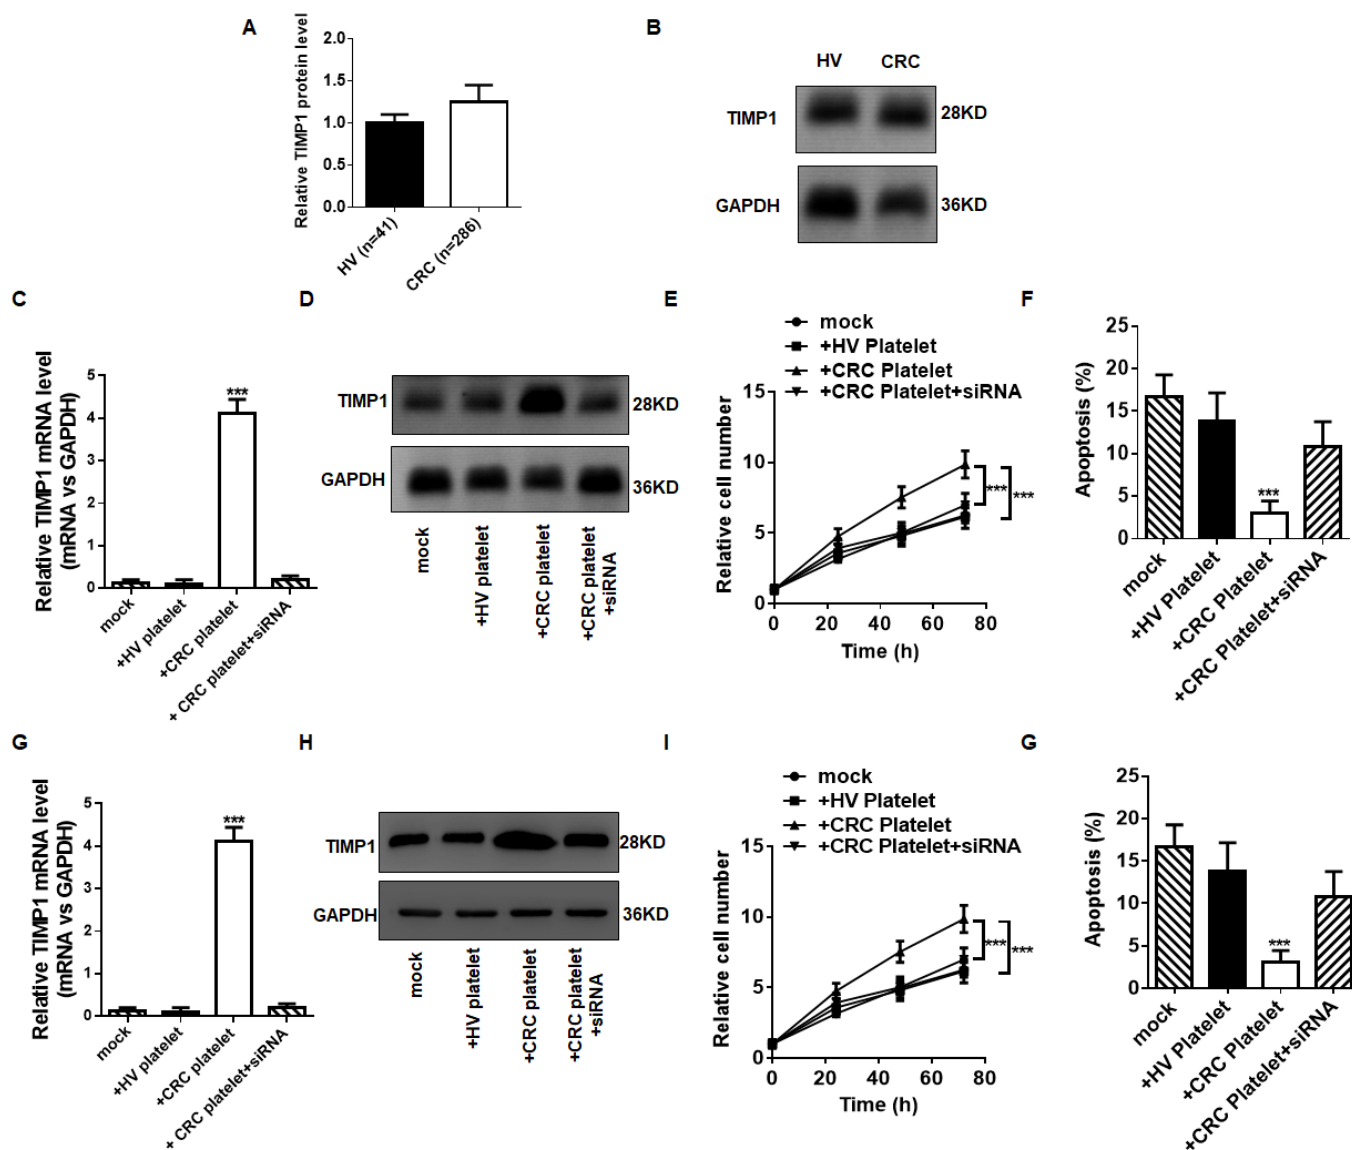 A
Relative TIMP1 protein level
2.0
1.5
1.0
0.5
0.0
HV (n=41)
CRC (n=286)
B
HV CRC
TIMP1 28KD
GAPDH 36KD
C
Relative TIMP1 mRNA level
(mRNA vs GAPDH)
5
4
3
2
1
0
***
mock
+HV platelet
+CRC platelet
+ CRC platelet+siRNA
D
TIMP1 28KD
GAPDH 36KD
mock
+HV platelet
+CRC platelet
+CRC platelet
+siRNA
E
mock
+HV Platelet
+CRC Platelet
+CRC Platelet+siRNA
Relative cell number
15
10
5
0
*** ***
0 20 40 60 80
Time (h)
F
Apoptosis (%)
25
20
15
10
5
0
***
mock
+HV Platelet
+CRC Platelet
+CRC Platelet+siRNA
G
Relative TIMP1 mRNA level
(mRNA vs GAPDH)
5
4
3
2
1
0
***
mock
+HV platelet
+CRC platelet
+ CRC platelet+siRNA
H
TIMP1 28KD
GAPDH 36KD
mock
+HV platelet
+CRC platelet
+CRC platelet
+siRNA
I
mock
+HV Platelet
+CRC Platelet
+CRC Platelet+siRNA
Relative cell number
15
10
5
0
*** ***
0 20 40 60 80
Time (h)
G
Apoptosis (%)
25
20
15
10
5
0
***
mock
+HV Platelet
+CRC Platelet
+CRC Platelet+siRNA